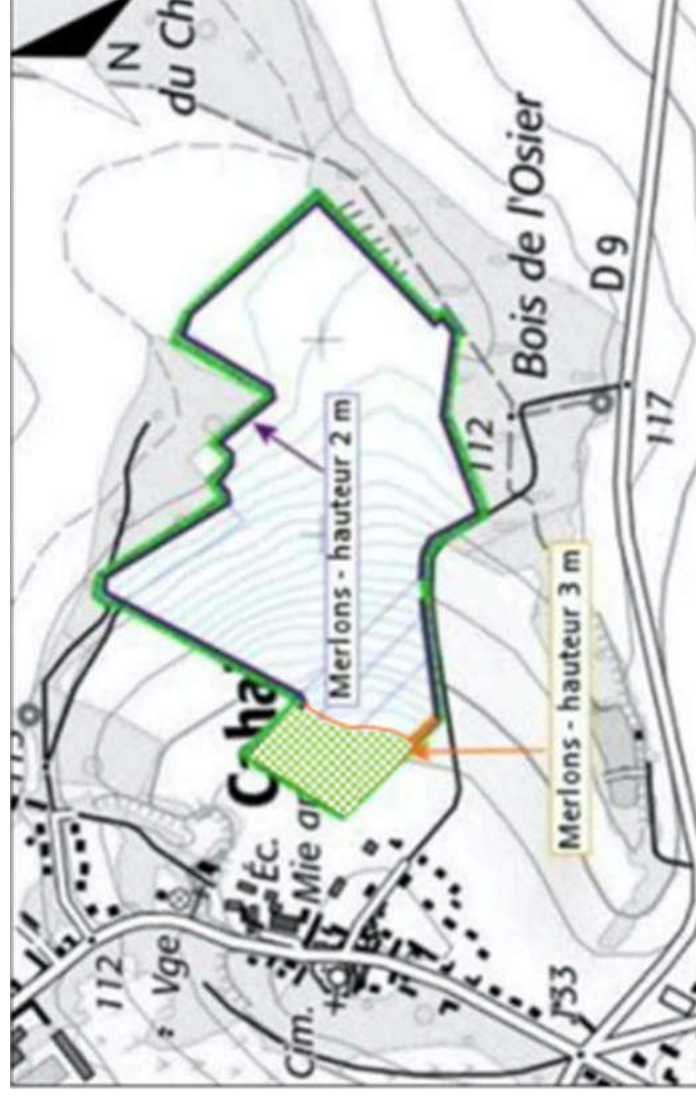 N
du Ch
Bois de l'Osier
D 9
112
117
Merlons - hauteur 2 m
Merlons - hauteur 3 m
Éc.
Mie
112
Vge
Cim.
133